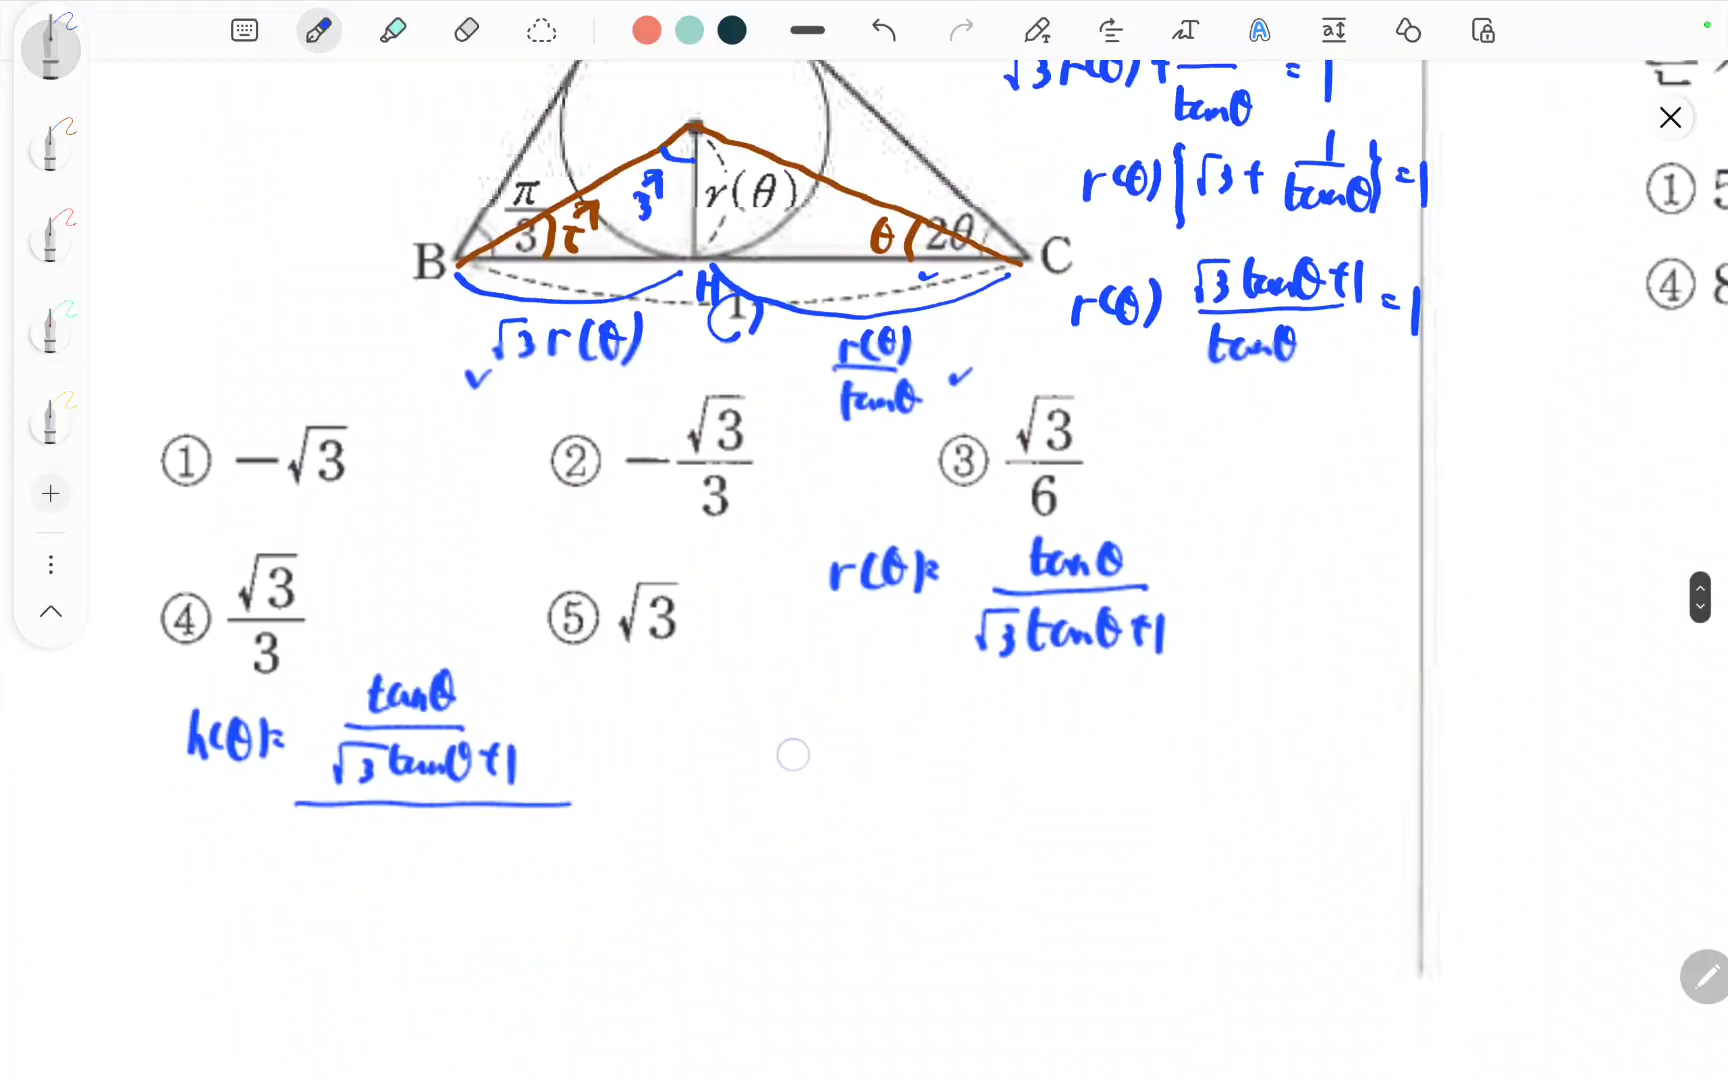 √3 r(θ) + / tanθ = 1
r(θ){√3 + 1/tanθ} = 1
π/3
r(θ)
θ
2θ
B
H
C
1
r(θ) (√3 tanθ+1)/tanθ = 1
√3 r(θ)
r(θ)/tanθ
① -√3
② -√3/3
③ √3/6
④ √3/3
⑤ √3
r(θ)= tanθ/(√3 tanθ+1)
h(θ)= tanθ/(√3 tanθ+1)
① 5
④ 8